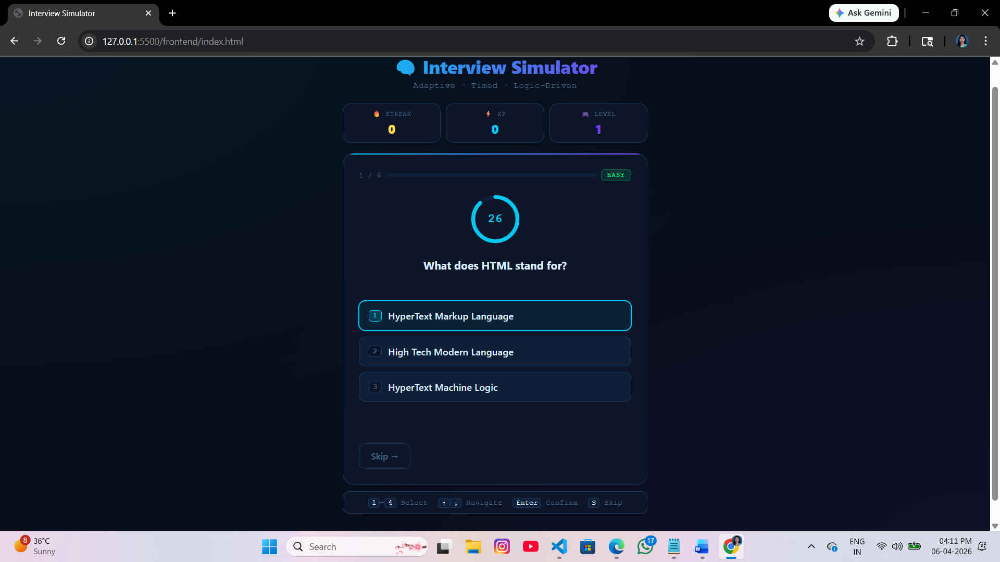 Interview Simulator
Ask Gemini
127.0.0.1:5500/frontend/index.html
Interview Simulator
Adaptive · Timed · Logic-Driven
STREAK
0
XP
0
LEVEL
1
1 / 6
EASY
26
What does HTML stand for?
1 HyperText Markup Language
2 High Tech Modern Language
3 HyperText Machine Logic
Skip →
1-4 Select ↑ ↓ Navigate Enter Confirm S Skip
8
36°C
Sunny
Search
17
ENG
IN
04:11 PM
06-04-2026